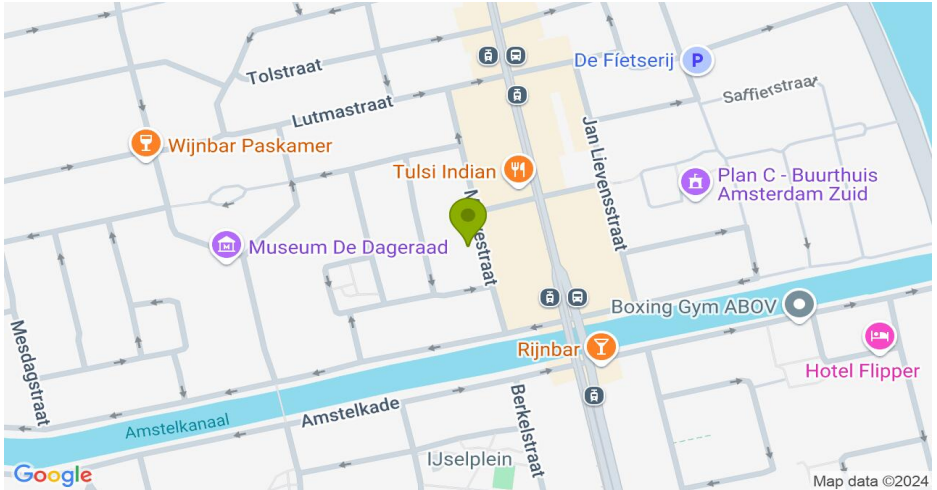 De Fietserij
P
Tolstraat
Saffierstraat
Lutmastraat
Wijnbar Paskamer
Jan Lievensstraat
Tulsi Indian
Plan C - Buurthuis
Amsterdam Zuid
Museum De Dageraad
Boxing Gym ABOV
Mesdagstraat
Rijnbar
Hotel Flipper
Amstelkade
Berkelstraat
Amstelkanaal
IJselplein
Google
Map data ©2024